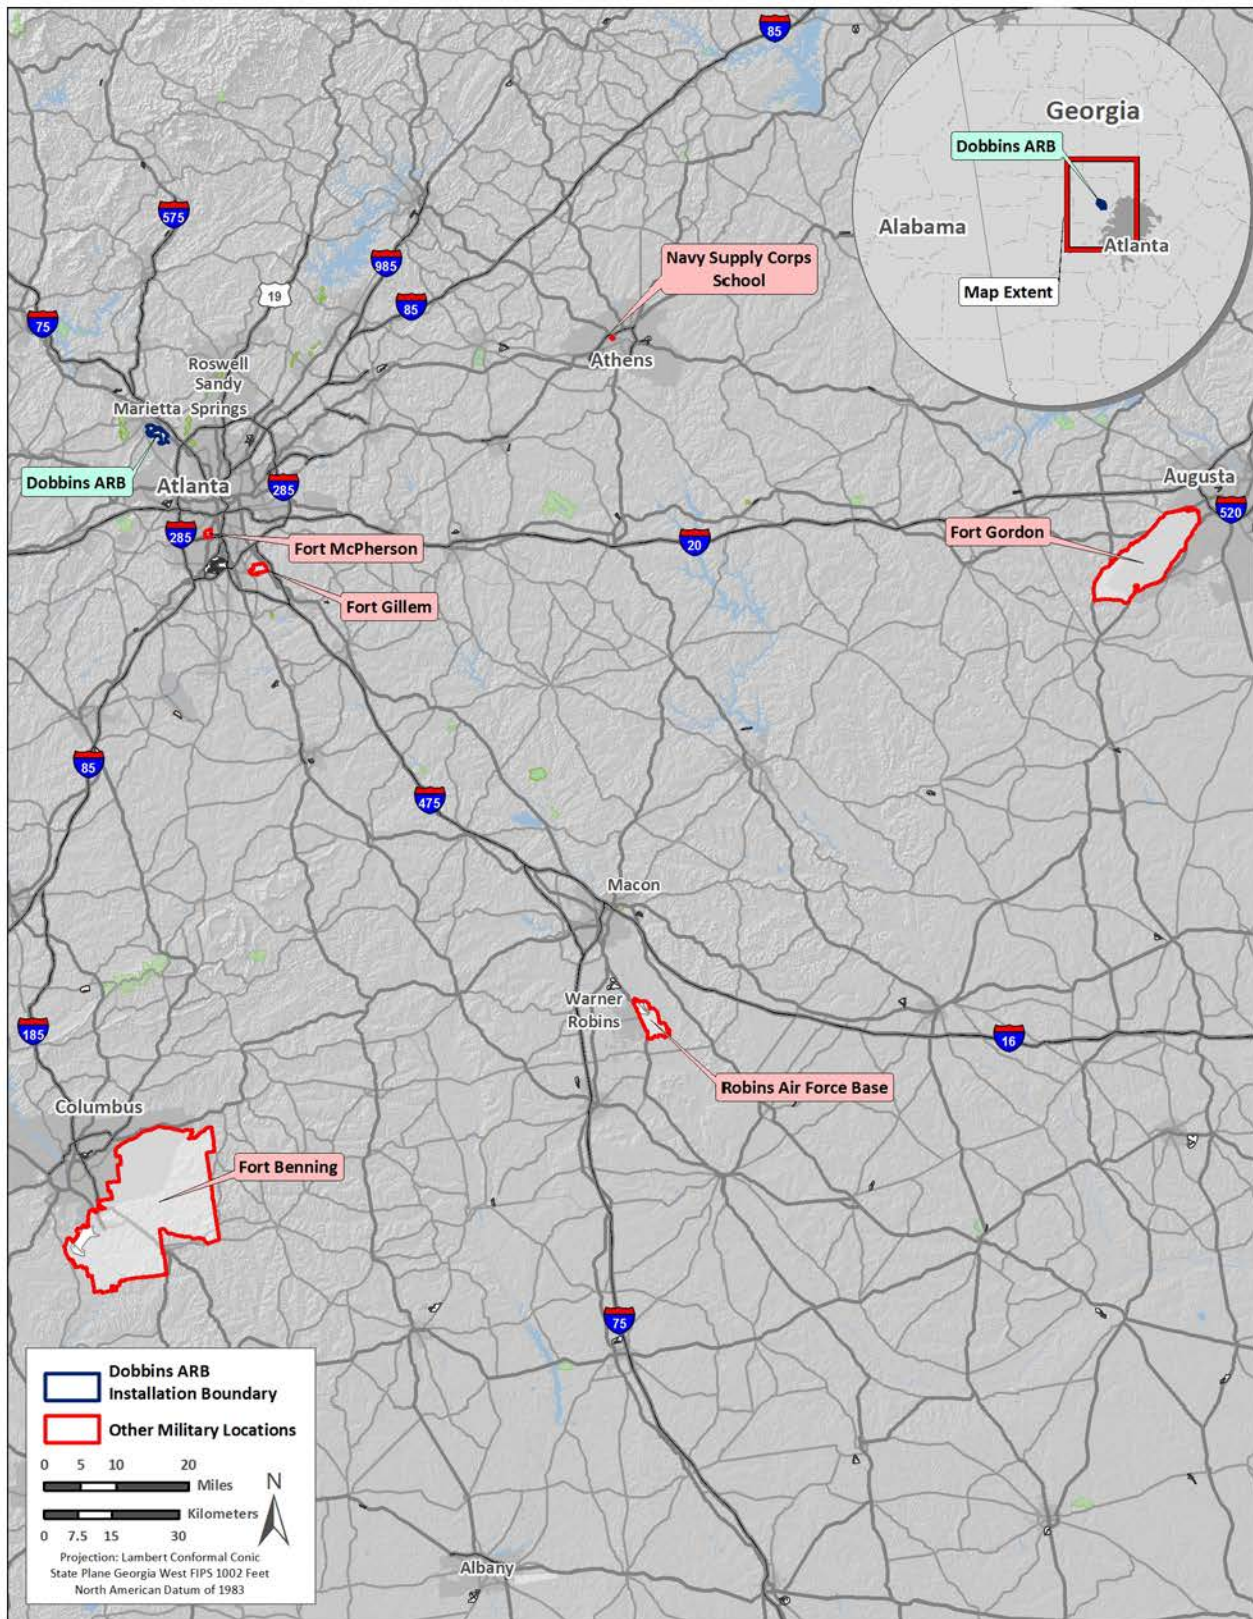 85
Georgia
Dobbins ARB
Alabama
Atlanta
Map Extent
575
985
Navy Supply Corps
School
19
85
75
Roswell
Sandy
Springs
Marietta
Athens
Dobbins ARB
Atlanta
285
Augusta
520
285
Fort McPherson
20
Fort Gordon
Fort Gillem
85
475
Macon
Warner
Robins
185
16
Robins Air Force Base
Columbus
Fort Benning
75
Dobbins ARB
Installation Boundary
Other Military Locations
0 5 10 20
Miles
N
Kilometers
0 7.5 15 30
Projection: Lambert Conformal Conic
State Plane Georgia West FIPS 1002 Feet
North American Datum of 1983
Albany